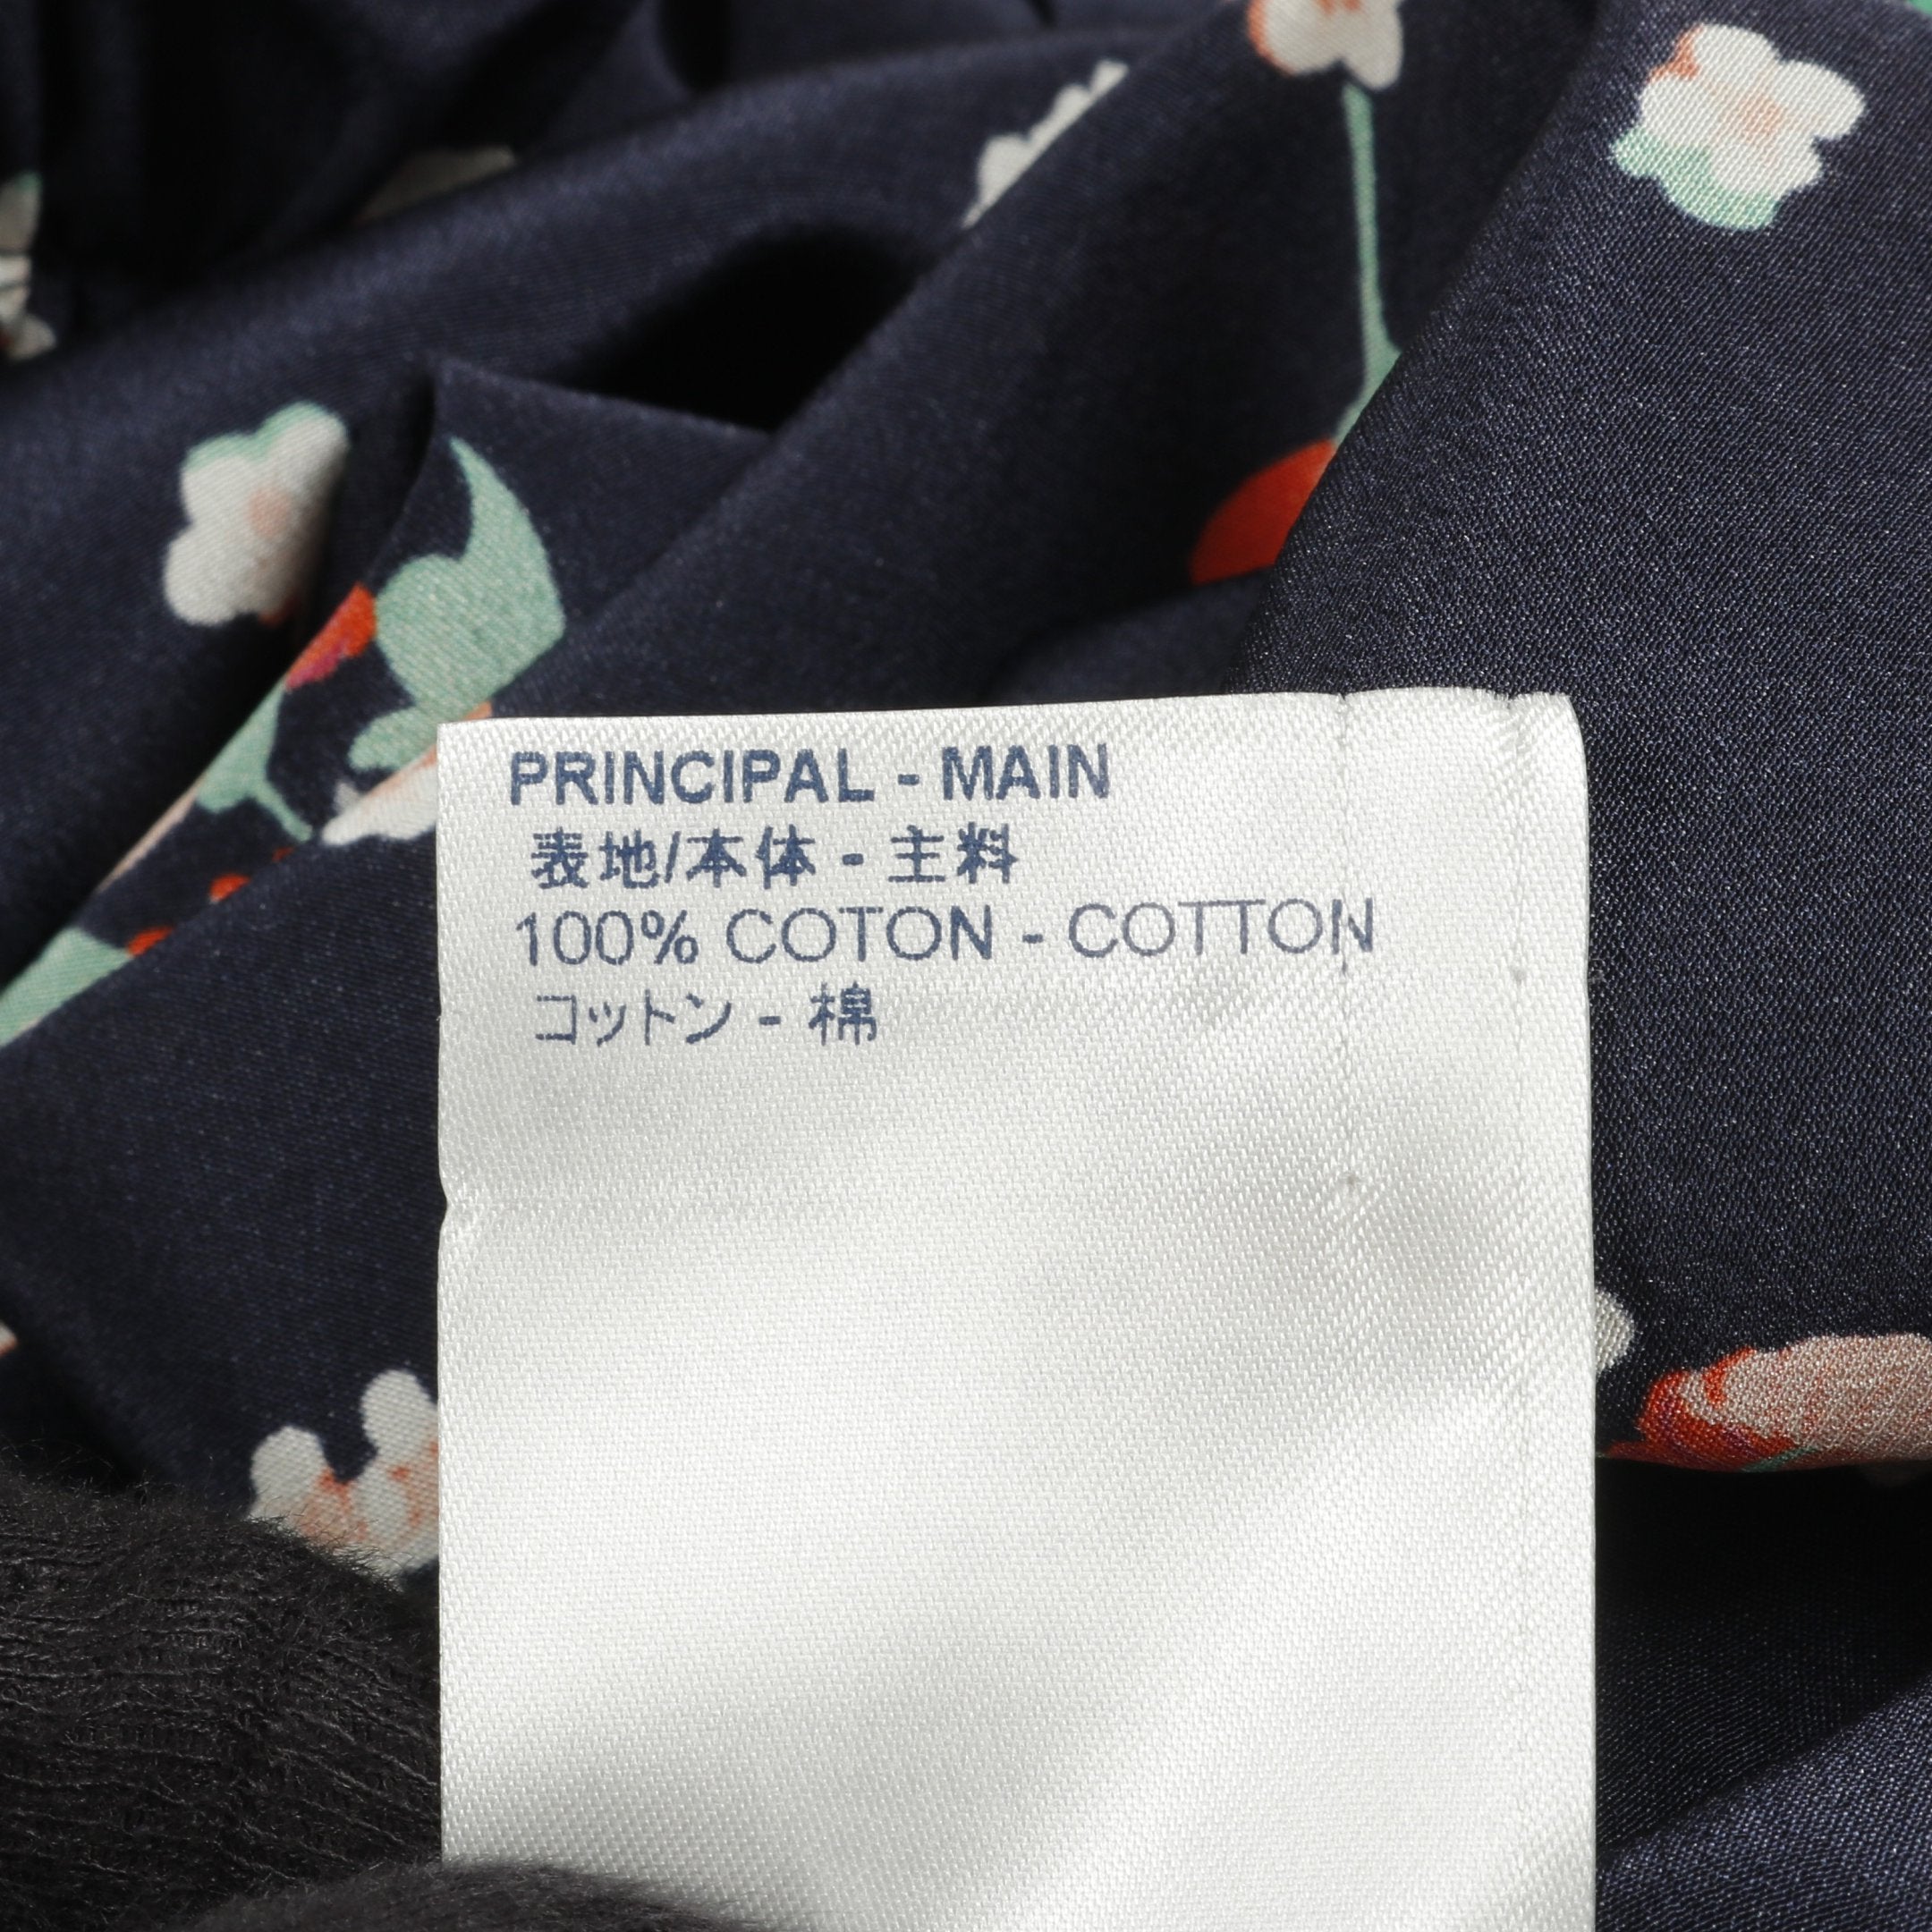 PRINCIPAL - MAIN
表地/本体 - 主料
100% COTON - COTTON
コットン - 棉